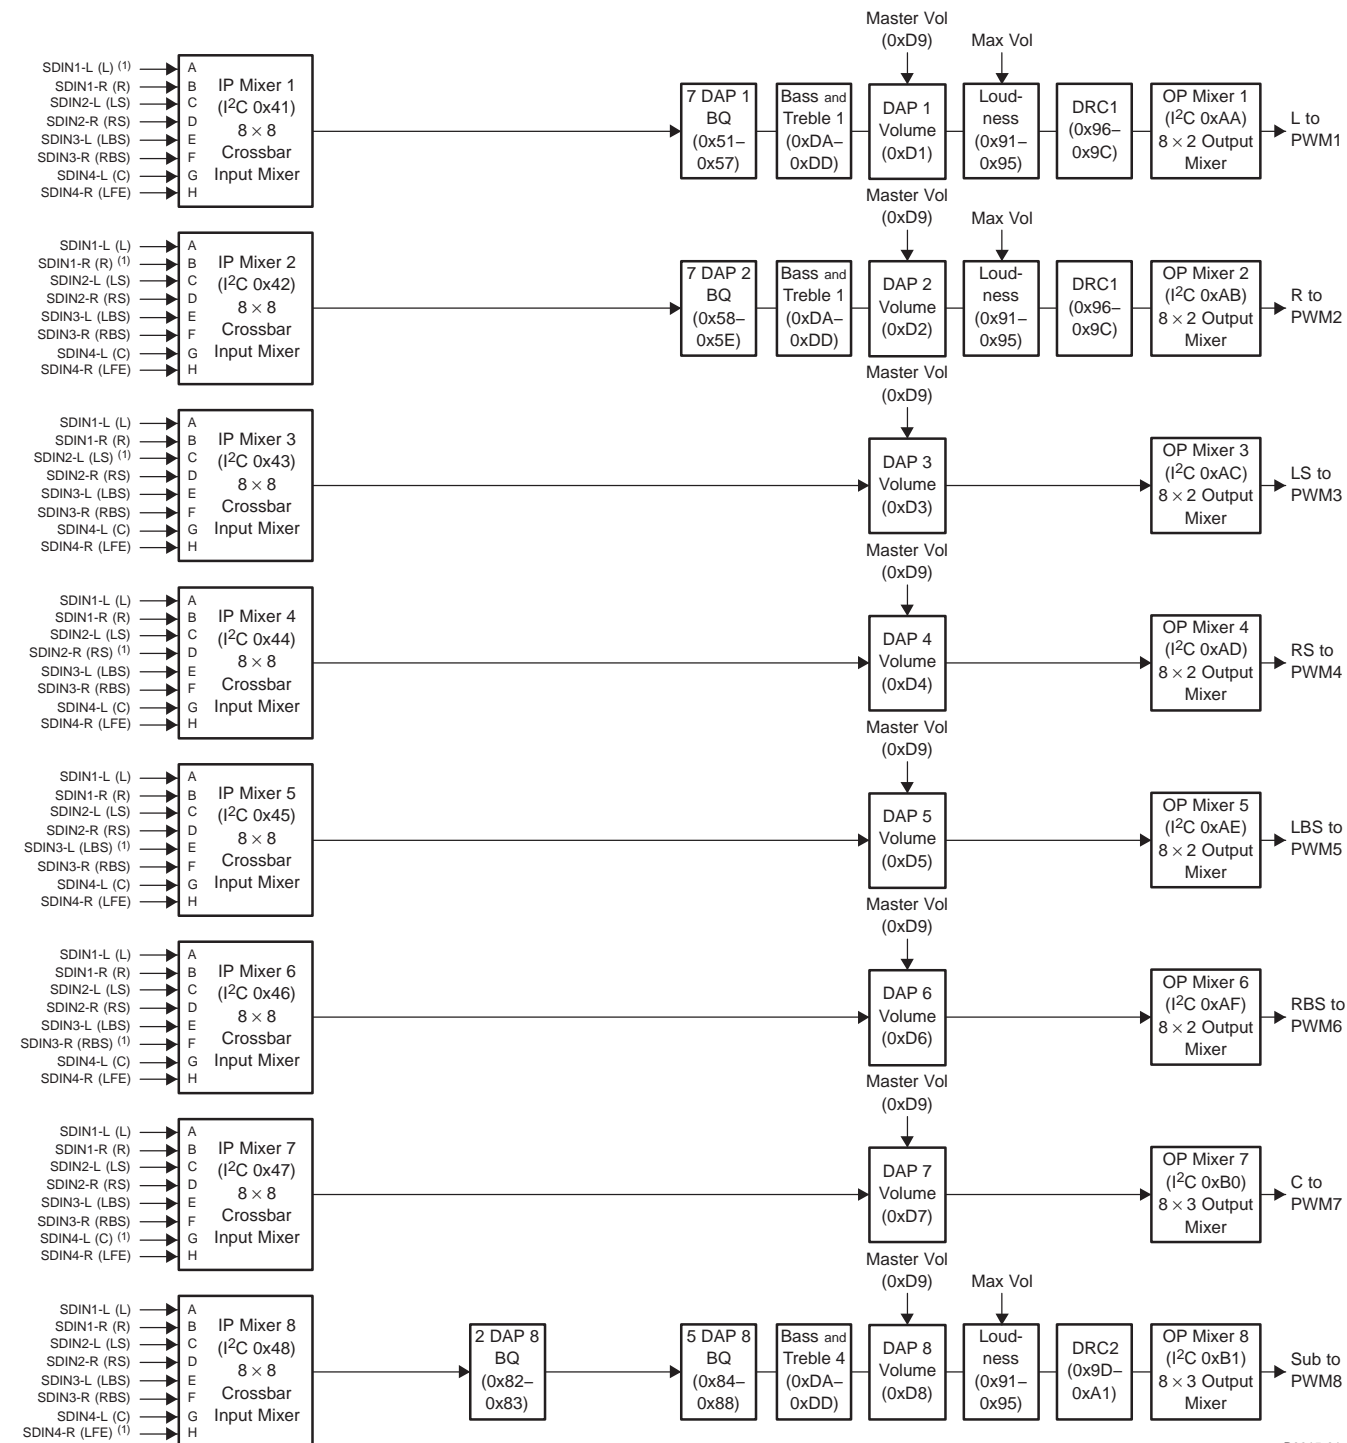 Master Vol
(0xD9)
Max Vol
SDIN1-L (L) (1)
SDIN1-R (R)
SDIN2-L (LS)
SDIN2-R (RS)
SDIN3-L (LBS)
SDIN3-R (RBS)
SDIN4-L (C)
SDIN4-R (LFE)
A
B
C
D
E
F
G
H
IP Mixer 1
(I2C 0x41)
8 × 8
Crossbar
Input Mixer
7 DAP 1
BQ
(0x51–
0x57)
Bass and
Treble 1
(0xDA–
0xDD)
DAP 1
Volume
(0xD1)
Loud-
ness
(0x91–
0x95)
DRC1
(0x96–
0x9C)
OP Mixer 1
(I2C 0xAA)
8 × 2 Output
Mixer
L to
PWM1
Master Vol
(0xD9)
Max Vol
SDIN1-L (L)
SDIN1-R (R) (1)
SDIN2-L (LS)
SDIN2-R (RS)
SDIN3-L (LBS)
SDIN3-R (RBS)
SDIN4-L (C)
SDIN4-R (LFE)
A
B
C
D
E
F
G
H
IP Mixer 2
(I2C 0x42)
8 × 8
Crossbar
Input Mixer
7 DAP 2
BQ
(0x58–
0x5E)
Bass and
Treble 1
(0xDA–
0xDD)
DAP 2
Volume
(0xD2)
Loud-
ness
(0x91–
0x95)
DRC1
(0x96–
0x9C)
OP Mixer 2
(I2C 0xAB)
8 × 2 Output
Mixer
R to
PWM2
Master Vol
(0xD9)
SDIN1-L (L)
SDIN1-R (R)
SDIN2-L (LS) (1)
SDIN2-R (RS)
SDIN3-L (LBS)
SDIN3-R (RBS)
SDIN4-L (C)
SDIN4-R (LFE)
A
B
C
D
E
F
G
H
IP Mixer 3
(I2C 0x43)
8 × 8
Crossbar
Input Mixer
DAP 3
Volume
(0xD3)
OP Mixer 3
(I2C 0xAC)
8 × 2 Output
Mixer
LS to
PWM3
Master Vol
(0xD9)
SDIN1-L (L)
SDIN1-R (R)
SDIN2-L (LS)
SDIN2-R (RS) (1)
SDIN3-L (LBS)
SDIN3-R (RBS)
SDIN4-L (C)
SDIN4-R (LFE)
A
B
C
D
E
F
G
H
IP Mixer 4
(I2C 0x44)
8 × 8
Crossbar
Input Mixer
DAP 4
Volume
(0xD4)
OP Mixer 4
(I2C 0xAD)
8 × 2 Output
Mixer
RS to
PWM4
Master Vol
(0xD9)
SDIN1-L (L)
SDIN1-R (R)
SDIN2-L (LS)
SDIN2-R (RS)
SDIN3-L (LBS) (1)
SDIN3-R (RBS)
SDIN4-L (C)
SDIN4-R (LFE)
A
B
C
D
E
F
G
H
IP Mixer 5
(I2C 0x45)
8 × 8
Crossbar
Input Mixer
DAP 5
Volume
(0xD5)
OP Mixer 5
(I2C 0xAE)
8 × 2 Output
Mixer
LBS to
PWM5
Master Vol
(0xD9)
SDIN1-L (L)
SDIN1-R (R)
SDIN2-L (LS)
SDIN2-R (RS)
SDIN3-L (LBS)
SDIN3-R (RBS) (1)
SDIN4-L (C)
SDIN4-R (LFE)
A
B
C
D
E
F
G
H
IP Mixer 6
(I2C 0x46)
8 × 8
Crossbar
Input Mixer
DAP 6
Volume
(0xD6)
OP Mixer 6
(I2C 0xAF)
8 × 2 Output
Mixer
RBS to
PWM6
Master Vol
(0xD9)
SDIN1-L (L)
SDIN1-R (R)
SDIN2-L (LS)
SDIN2-R (RS)
SDIN3-L (LBS)
SDIN3-R (RBS)
SDIN4-L (C) (1)
SDIN4-R (LFE)
A
B
C
D
E
F
G
H
IP Mixer 7
(I2C 0x47)
8 × 8
Crossbar
Input Mixer
DAP 7
Volume
(0xD7)
OP Mixer 7
(I2C 0xB0)
8 × 3 Output
Mixer
C to
PWM7
Master Vol
(0xD9)
Max Vol
SDIN1-L (L)
SDIN1-R (R)
SDIN2-L (LS)
SDIN2-R (RS)
SDIN3-L (LBS)
SDIN3-R (RBS)
SDIN4-L (C)
SDIN4-R (LFE) (1)
A
B
C
D
E
F
G
H
IP Mixer 8
(I2C 0x48)
8 × 8
Crossbar
Input Mixer
2 DAP 8
BQ
(0x82–
0x83)
5 DAP 8
BQ
(0x84–
0x88)
Bass and
Treble 4
(0xDA–
0xDD)
DAP 8
Volume
(0xD8)
Loud-
ness
(0x91–
0x95)
DRC2
(0x9D–
0xA1)
OP Mixer 8
(I2C 0xB1)
8 × 3 Output
Mixer
Sub to
PWM8